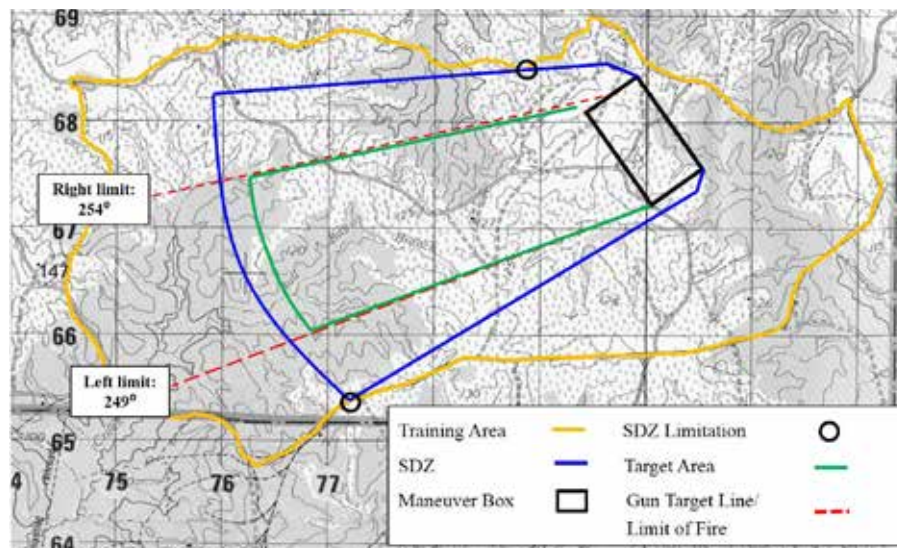 69
68
Right limit:
254°
67
147
66
Left limit:
249°
65
4 75 76 77
64
Training Area
SDZ Limitation
SDZ
Target Area
Maneuver Box
Gun Target Line/
Limit of Fire